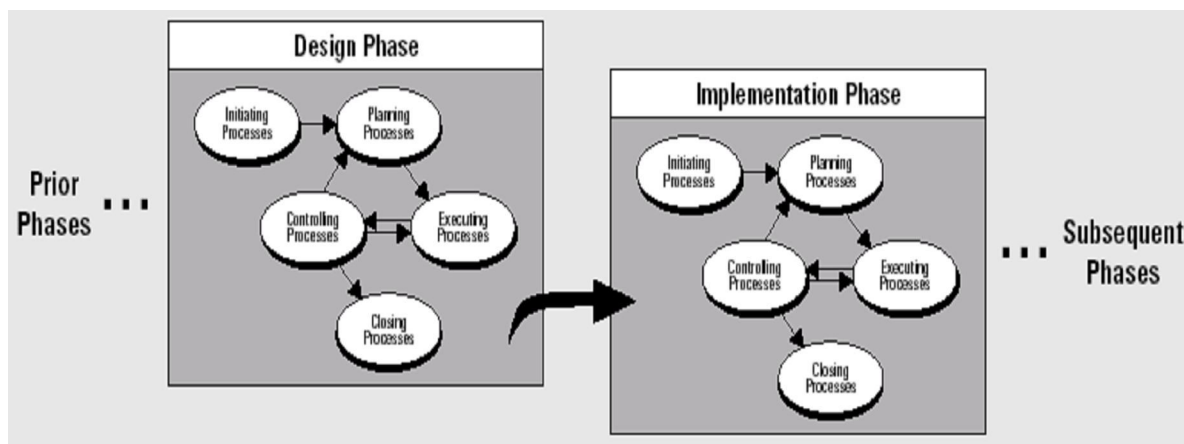 Prior
Phases
...
Design Phase
Initiating
Processes
Planning
Processes
Controlling
Processes
Executing
Processes
Closing
Processes
Implementation Phase
Initiating
Processes
Planning
Processes
Controlling
Processes
Executing
Processes
Closing
Processes
...
Subsequent
Phases